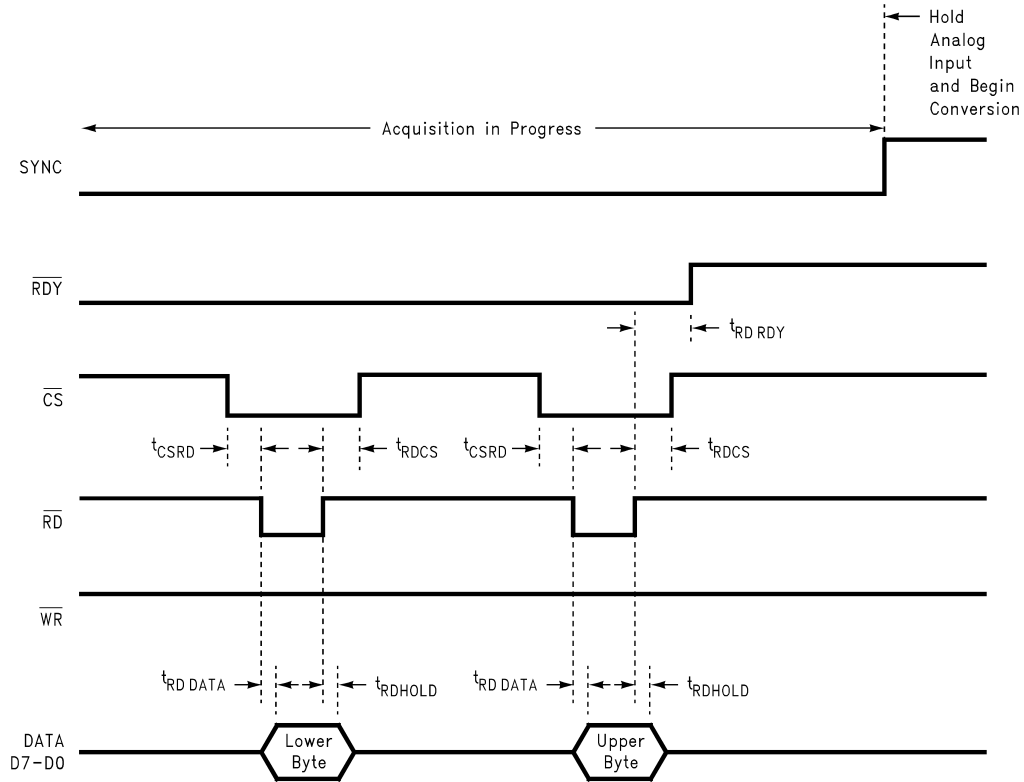 Hold
Analog
Input
and Begin
Conversion
Acquisition in Progress
SYNC
RDY
tRD RDY
CS
tCSRD
tRDCS
tCSRD
tRDCS
RD
WR
tRD DATA
tRDHOLD
tRD DATA
tRDHOLD
DATA
D7-D0
Lower
Byte
Upper
Byte